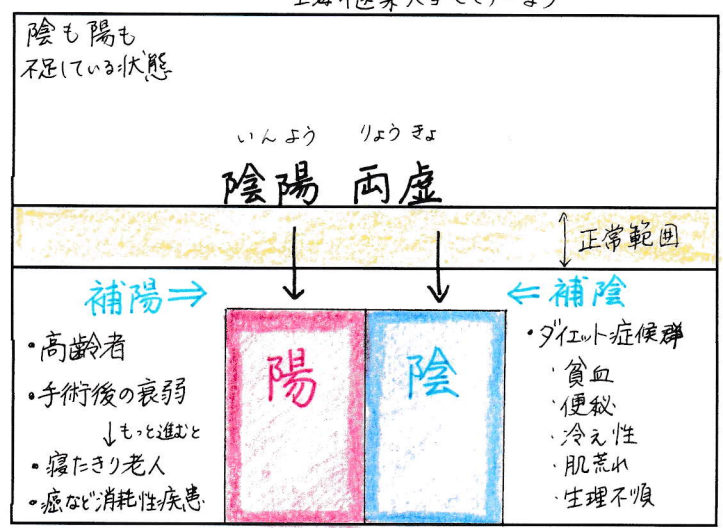 陰も陽も
不足している状態
いんよう りょうきょ
陰陽両虚
正常範囲
補陽⇒
⇐補陰
・高齢者
・手術後の衰弱
↓もっと進むと
・寝たきり老人
・癌など消耗性疾患
陽
陰
・ダイエット症候群
・貧血
・便秘
・冷え性
・肌荒れ
・生理不順